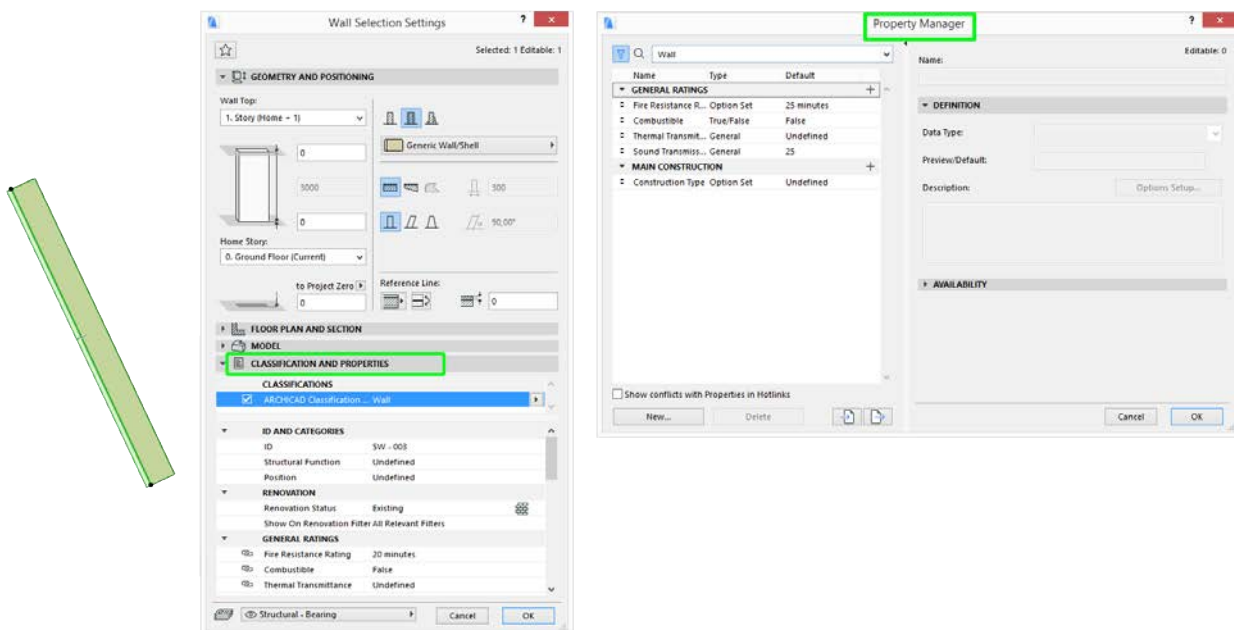 Wall Selection Settings
?
Selected: 1 Editable: 1
GEOMETRY AND POSITIONING
Wall Top:
1. Story (Home + 1)
Generic Wall/Shell
0
3000
300
0
90,00°
Home Story:
0. Ground Floor (Current)
to Project Zero
Reference Line:
0
0
FLOOR PLAN AND SECTION
MODEL
CLASSIFICATION AND PROPERTIES
CLASSIFICATIONS
ARCHICAD Classification ... Wall
ID AND CATEGORIES
ID SW - 003
Structural Function Undefined
Position Undefined
RENOVATION
Renovation Status Existing
Show On Renovation Filter All Relevant Filters
GENERAL RATINGS
Fire Resistance Rating 20 minutes
Combustible False
Thermal Transmittance Undefined
Structural - Bearing
Cancel
OK
Property Manager
?
Wall
Editable: 0
Name Type Default
GENERAL RATINGS
Fire Resistance R... Option Set 25 minutes
Combustible True/False False
Thermal Transmit... General Undefined
Sound Transmiss... General 25
MAIN CONSTRUCTION
Construction Type Option Set Undefined
Show conflicts with Properties in Hotlinks
New...
Delete
Name:
DEFINITION
Data Type:
Preview/Default:
Description:
Options Setup...
AVAILABILITY
Cancel
OK